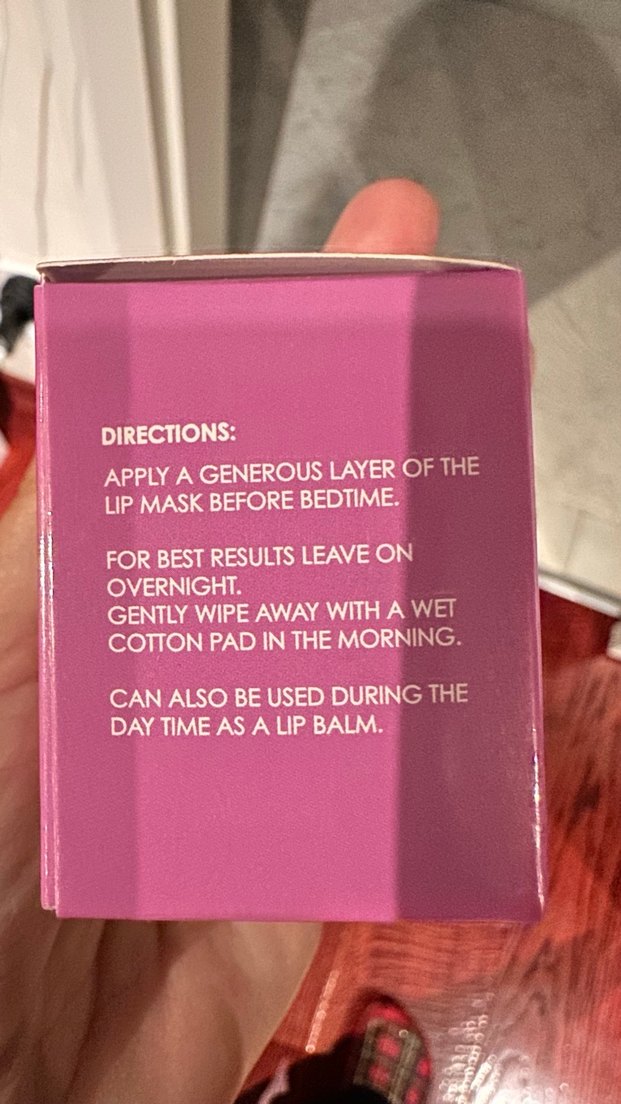 DIRECTIONS:
APPLY A GENEROUS LAYER OF THE
LIP MASK BEFORE BEDTIME.
FOR BEST RESULTS LEAVE ON
OVERNIGHT.
GENTLY WIPE AWAY WITH A WET
COTTON PAD IN THE MORNING.
CAN ALSO BE USED DURING THE
DAY TIME AS A LIP BALM.